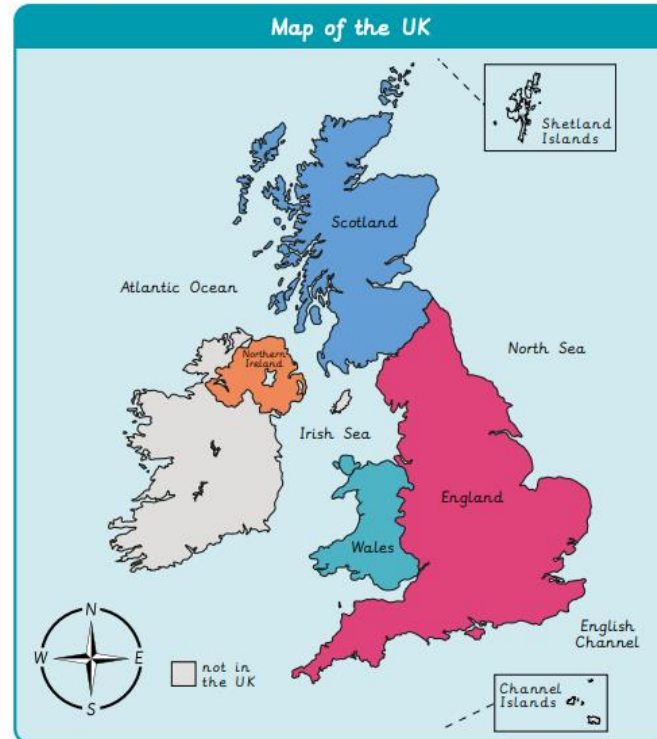 Map of the UK
Shetland
Islands
Scotland
Atlantic Ocean
Northern
Ireland
North Sea
Irish Sea
England
Wales
English
Channel
N
W
E
S
not in
the UK
Channel
Islands